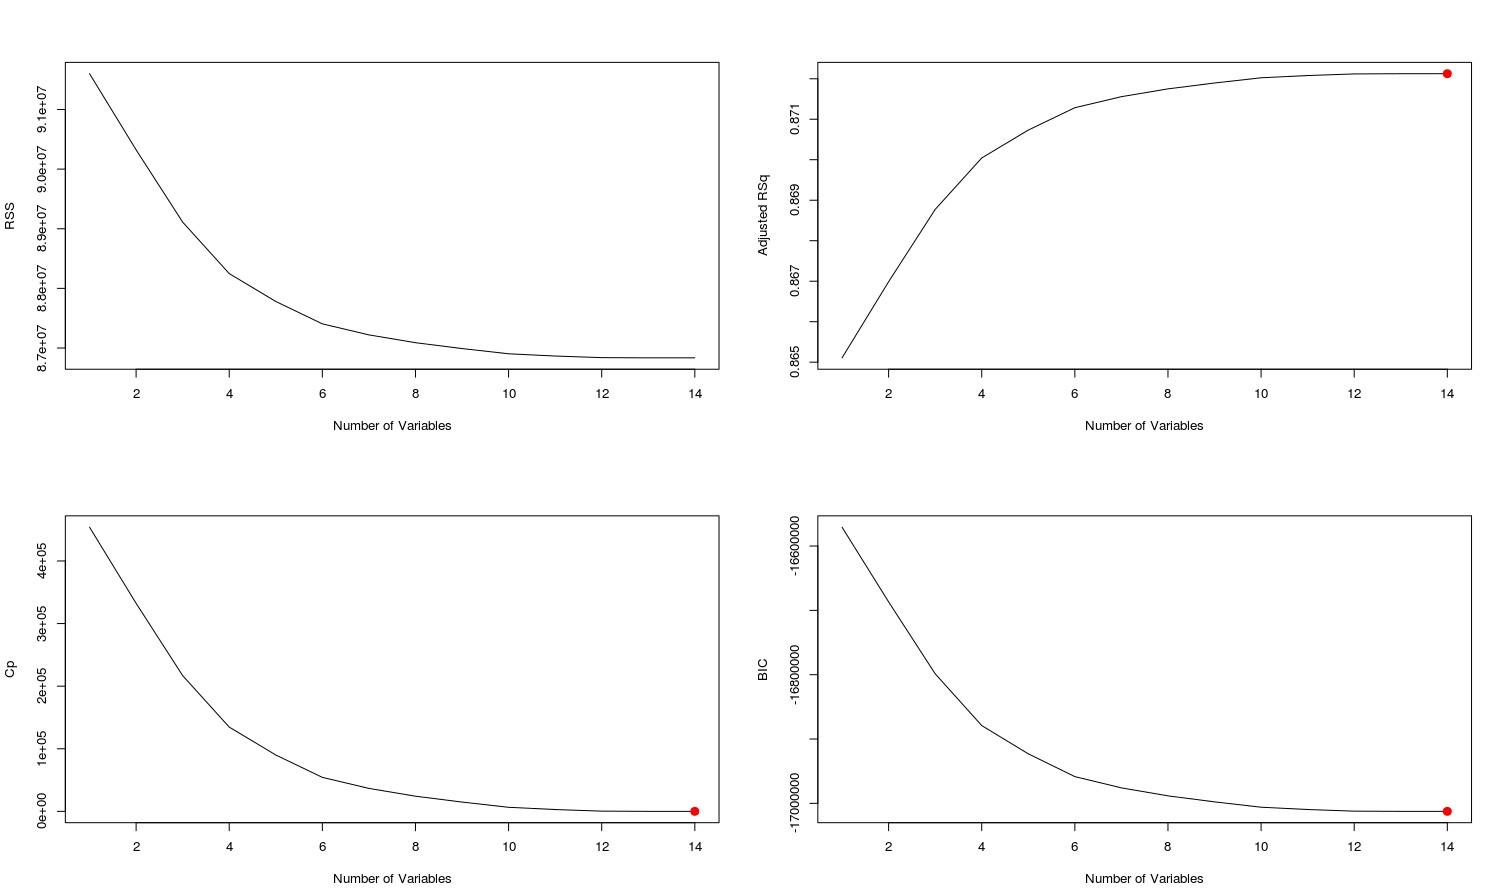 RSS
9.1e+07
9.0e+07
8.9e+07
8.8e+07
8.7e+07
2 4 6 8 10 12 14
Number of Variables
Adjusted RSq
0.871
0.869
0.867
0.865
2 4 6 8 10 12 14
Number of Variables
Cp
4e+05
3e+05
2e+05
1e+05
0e+00
2 4 6 8 10 12 14
Number of Variables
BIC
-16600000
-16800000
-17000000
2 4 6 8 10 12 14
Number of Variables